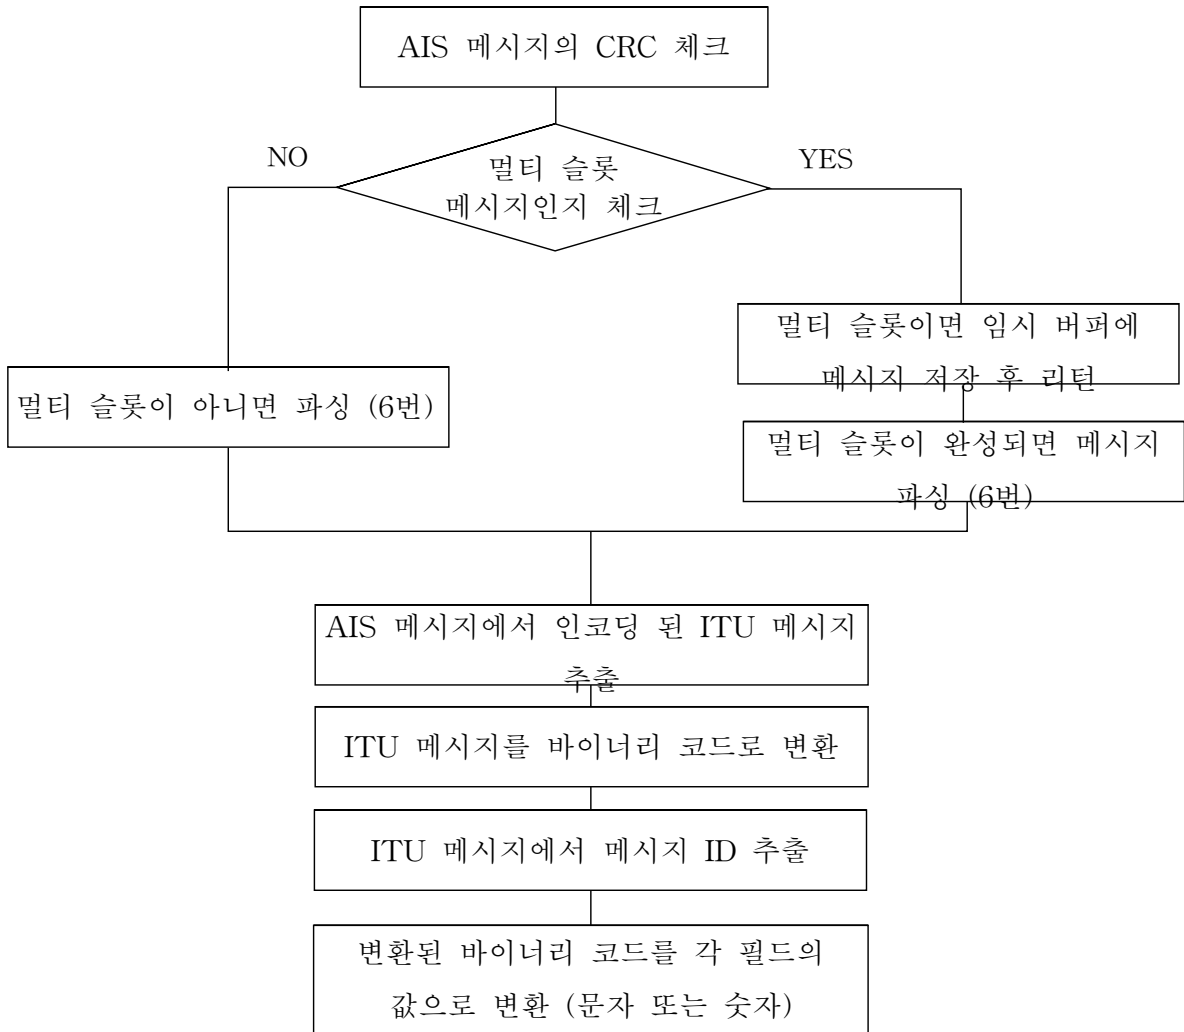 AIS 메시지의 CRC 체크
NO
YES
멀티 슬롯
메시지인지 체크
멀티 슬롯이면 임시 버퍼에
메시지 저장 후 리턴
멀티 슬롯이 아니면 파싱 (6번)
멀티 슬롯이 완성되면 메시지
파싱 (6번)
AIS 메시지에서 인코딩 된 ITU 메시지
추출
ITU 메시지를 바이너리 코드로 변환
ITU 메시지에서 메시지 ID 추출
변환된 바이너리 코드를 각 필드의
값으로 변환 (문자 또는 숫자)